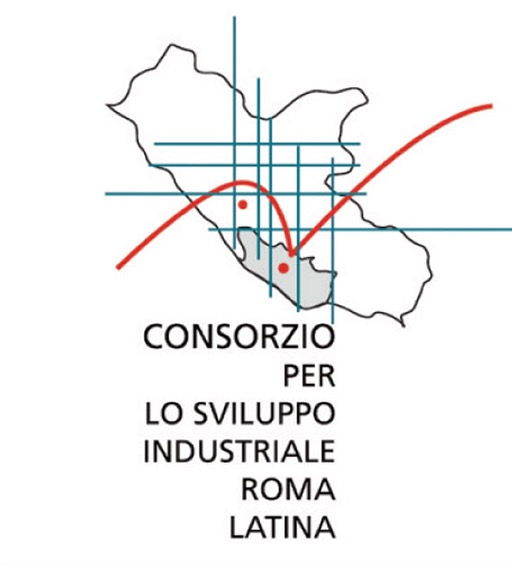 CONSORZIO
PER
LO SVILUPPO
INDUSTRIALE
ROMA
LATINA